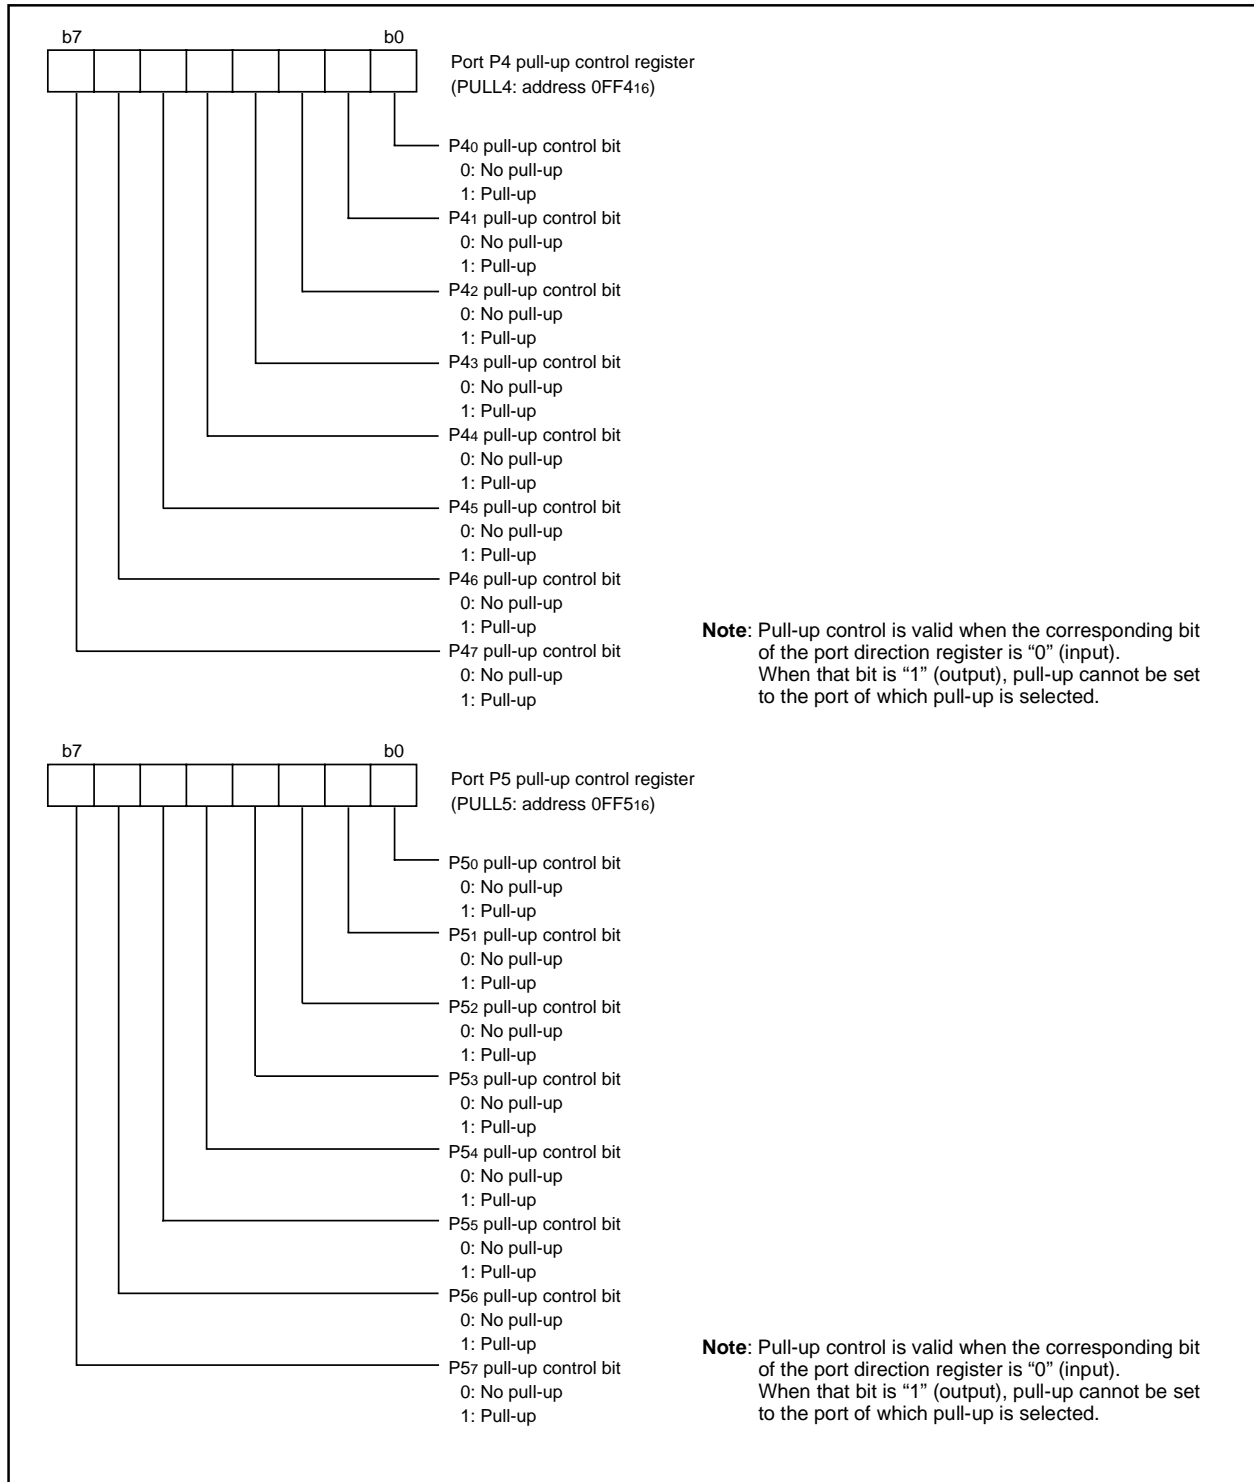 b7 b0
Port P4 pull-up control register
(PULL4: address 0FF416)
P40 pull-up control bit
0: No pull-up
1: Pull-up
P41 pull-up control bit
0: No pull-up
1: Pull-up
P42 pull-up control bit
0: No pull-up
1: Pull-up
P43 pull-up control bit
0: No pull-up
1: Pull-up
P44 pull-up control bit
0: No pull-up
1: Pull-up
P45 pull-up control bit
0: No pull-up
1: Pull-up
P46 pull-up control bit
0: No pull-up
1: Pull-up
P47 pull-up control bit
0: No pull-up
1: Pull-up
Note: Pull-up control is valid when the corresponding bit
of the port direction register is “0” (input).
When that bit is “1” (output), pull-up cannot be set
to the port of which pull-up is selected.
b7 b0
Port P5 pull-up control register
(PULL5: address 0FF516)
P50 pull-up control bit
0: No pull-up
1: Pull-up
P51 pull-up control bit
0: No pull-up
1: Pull-up
P52 pull-up control bit
0: No pull-up
1: Pull-up
P53 pull-up control bit
0: No pull-up
1: Pull-up
P54 pull-up control bit
0: No pull-up
1: Pull-up
P55 pull-up control bit
0: No pull-up
1: Pull-up
P56 pull-up control bit
0: No pull-up
1: Pull-up
P57 pull-up control bit
0: No pull-up
1: Pull-up
Note: Pull-up control is valid when the corresponding bit
of the port direction register is “0” (input).
When that bit is “1” (output), pull-up cannot be set
to the port of which pull-up is selected.